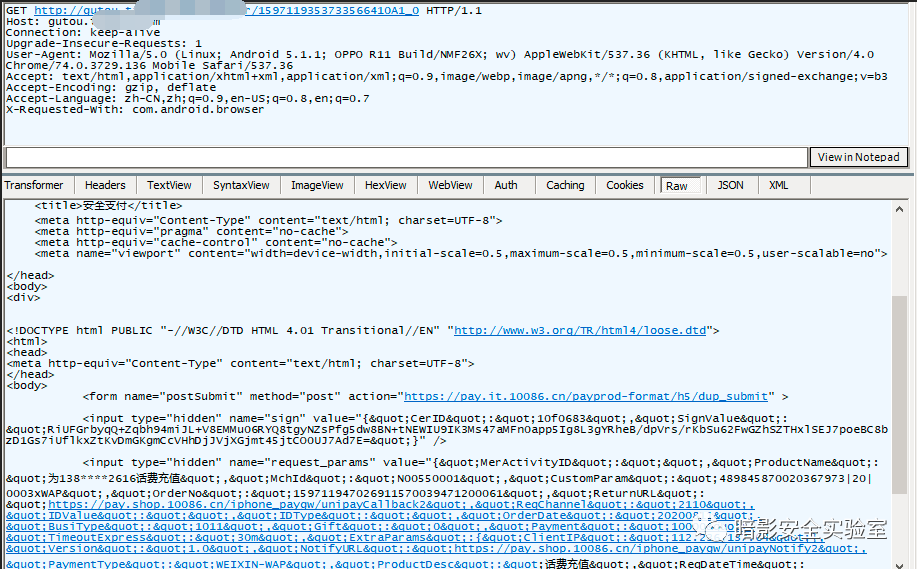 GET http://gutou.t /1597119353733566410A1_0 HTTP/1.1
Host: gutou.
Connection: keep-alive
Upgrade-Insecure-Requests: 1
User-Agent: Mozilla/5.0 (Linux; Android 5.1.1; OPPO R11 Build/NMF26X; wv) AppleWebKit/537.36 (KHTML, like Gecko) Version/4.0
Chrome/74.0.3729.136 Mobile Safari/537.36
Accept: text/html,application/xhtml+xml,application/xml;q=0.9,image/webp,image/apng,*/*;q=0.8,application/signed-exchange;v=b3
Accept-Encoding: gzip, deflate
Accept-Language: zh-CN,zh;q=0.9,en-US;q=0.8,en;q=0.7
X-Requested-With: com.android.browser
View in Notepad
Transformer Headers TextView SyntaxView ImageView HexView WebView Auth Caching Cookies Raw JSON XML
<title>安全支付</title>
<meta http-equiv="Content-Type" content="text/html; charset=UTF-8">
<meta http-equiv="pragma" content="no-cache">
<meta http-equiv="cache-control" content="no-cache">
<meta name="viewport" content="width=device-width,initial-scale=0.5,maximum-scale=0.5,minimum-scale=0.5,user-scalable=no">
</head>
<body>
<div>
<!DOCTYPE html PUBLIC "-//W3C//DTD HTML 4.01 Transitional//EN" "http://www.w3.org/TR/html4/loose.dtd">
<html>
<head>
<meta http-equiv="Content-Type" content="text/html; charset=UTF-8">
</head>
<body>
<form name="postSubmit" method="post" action="https://pay.it.10086.cn/payprod-format/h5/dup_submit" >
<input type="hidden" name="sign" value="{&quot;CerID&quot;:&quot;10f0683&quot;,&quot;SignValue&quot;:
&quot;RiUFGrbyqQ+Zqbh94miJL+V8EMMuO6RYQ8tgyNZsPfg5dw8BN+tNEWIU9IK3Ms47aMFnOapp5Ig8L3gYRheB/dpVrs/rKbSu62FwGZhSZTHxlSEJ7poeBC8b
zD1Gs7iUflkxZtKvDmGKgmCcVHhDjJVjXGjmt45jtCOOUJ7Ad7E=&quot;}" />
<input type="hidden" name="request_params" value="{&quot;MerActivityID&quot;:&quot;&quot;,&quot;ProductName&quot;:
&quot;为138****2616话费充值&quot;,&quot;MchId&quot;:&quot;N00550001&quot;,&quot;CustomParam&quot;:&quot;489845870020367973|20|
0003xWAP&quot;,&quot;OrderNo&quot;:&quot;159711947026911570039471200061&quot;,&quot;ReturnURL&quot;:
&quot;https://pay.shop.10086.cn/iphone_paygw/unipayCallback2&quot;,&quot;ReqChannel&quot;:&quot;2110&quot;,
&quot;IDValue&quot;:&quot;&quot;,&quot;IDType&quot;:&quot;&quot;,&quot;OrderDate&quot;:&quot;20200
&quot;BusiType&quot;:&quot;1011&quot;,&quot;Gift&quot;:&quot;0&quot;,&quot;Payment&quot;:&quot;100
&quot;TimeoutExpress&quot;:&quot;30m&quot;,&quot;ExtraParams&quot;:{&quot;ClientIP&quot;:&quot;112
&quot;Version&quot;:&quot;1.0&quot;,&quot;NotifyURL&quot;:&quot;https://pay.shop.10086.cn/iphone_paygw/unipayNotify2&quot;,
&quot;PaymentType&quot;:&quot;WEIXIN-WAP&quot;,&quot;ProductDesc&quot;:&quot;话费充值&quot;,&quot;ReqDateTime&quot;:
暗影安全实验室